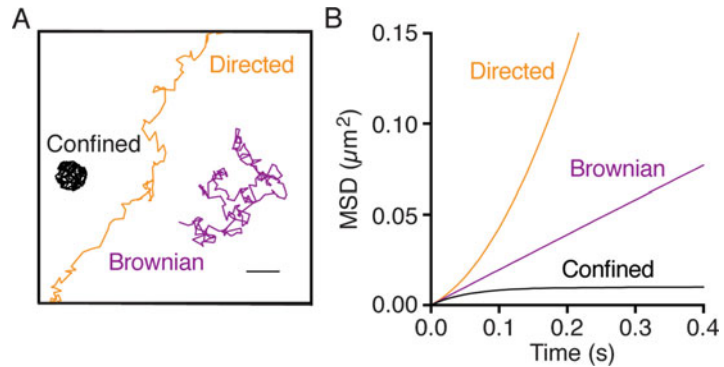 A
Directed
Confined
Brownian
B
MSD (µm²)
0.15
0.10
0.05
0.00
Directed
Brownian
Confined
0.0
0.1
0.2
0.3
0.4
Time (s)